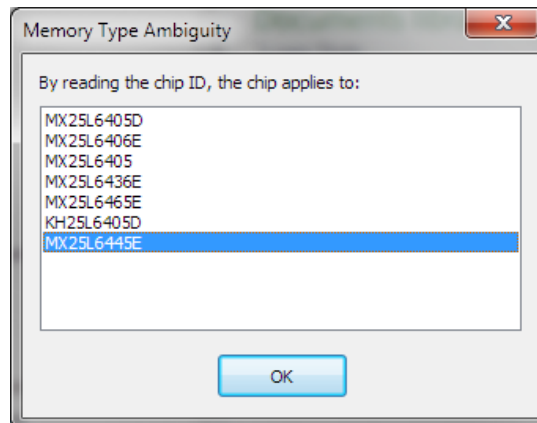 Memory Type Ambiguity
By reading the chip ID, the chip applies to:
MX25L6405D
MX25L6406E
MX25L6405
MX25L6436E
MX25L6465E
KH25L6405D
MX25L6445E
OK